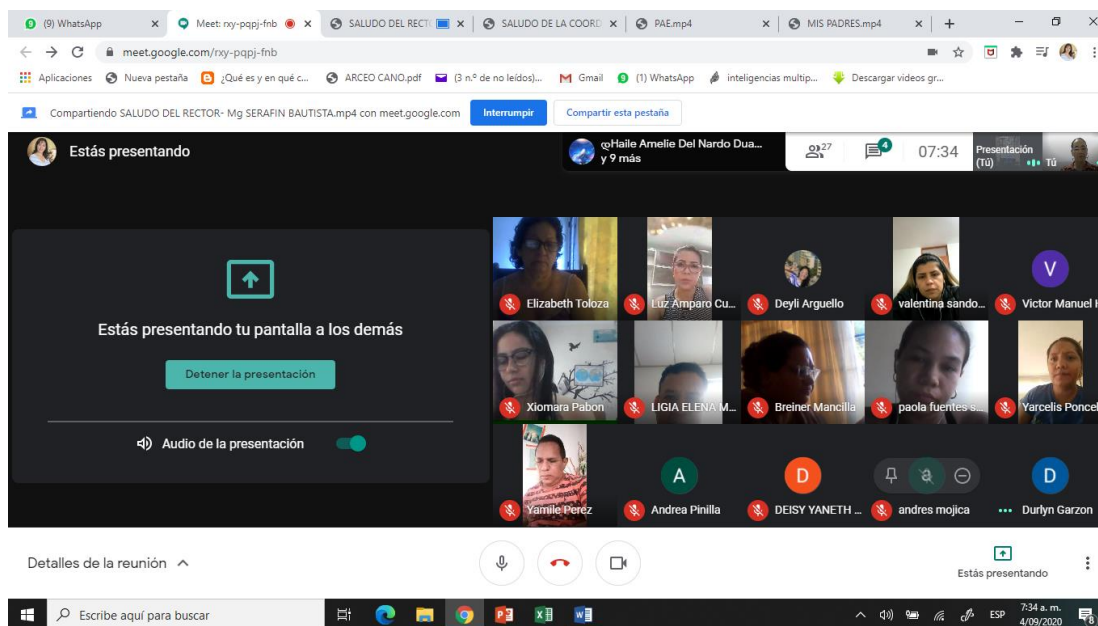 (9) WhatsApp
Meet: rxy-pqpj-fnb
SALUDO DEL RECT
SALUDO DE LA COORD
PAE.mp4
MIS PADRES.mp4
meet.google.com/rxy-pqpj-fnb
Aplicaciones
Nueva pestaña
¿Qué es y en qué c...
ARCEO CANO.pdf
(3 n.º de no leídos)...
Gmail
(1) WhatsApp
inteligencias multip...
Descargar videos gr...
Compartiendo SALUDO DEL RECTOR- Mg SERAFIN BAUTISTA.mp4 con meet.google.com
Interrumpir
Compartir esta pestaña
Estás presentando
ღHaile Amelie Del Nardo Dua...
y 9 más
27
4
07:34
Presentación
(Tú)
Tú
Estás presentando tu pantalla a los demás
Detener la presentación
Audio de la presentación
Elizabeth Toloza
Luz Amparo Cu...
Deyli Arguello
valentina sando...
V
Victor Manuel
Xiomara Pabon
LIGIA ELENA M...
Breiner Mancilla
paola fuentes s...
Yarcelis Poncel
Yamile Perez
A
Andrea Pinilla
D
DEISY YANETH ...
a
andres mojica
D
Durlyn Garzon
Detalles de la reunión
Estás presentando
Escribe aquí para buscar
ESP
7:34 a. m.
4/09/2020
8